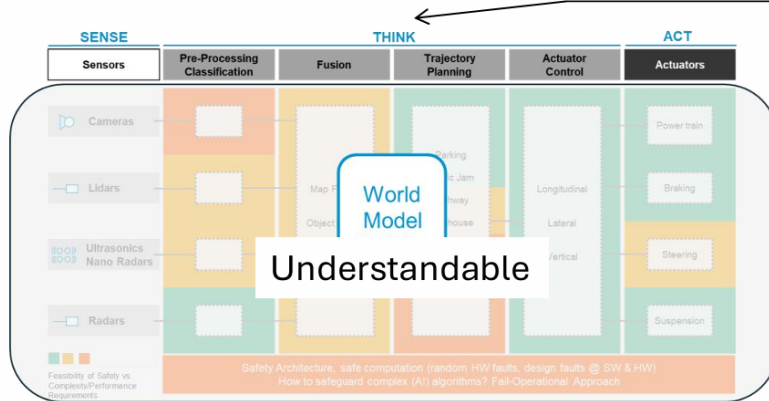 SENSE THINK ACT
Sensors Pre-Processing Classification Fusion Trajectory Planning Actuator Control Actuators
Cameras
Parking
Power train
Lidars
Map
World
Model
Longitudinal
Braking
Object
Lateral
Ultrasonics
Nano Radars
Understandable
Steering
Radars
Suspension
Feasibility of Safety vs.
Complexity/Performance
Requirements
Safety Architecture, safe computation (random HW faults, design faults @ SW & HW)
How to safeguard complex (AI) algorithms? Fail-Operational Approach